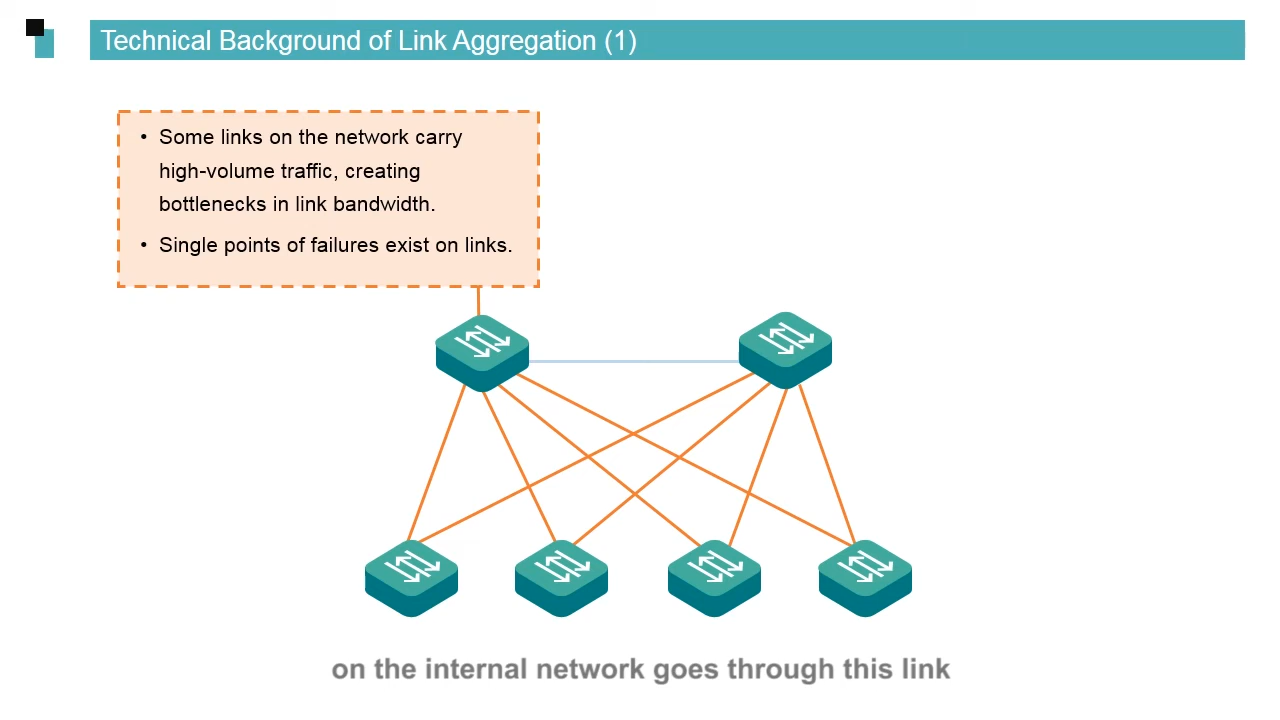 Technical Background of Link Aggregation (1)
• Some links on the network carry
high-volume traffic, creating
bottlenecks in link bandwidth.
• Single points of failures exist on links.
on the internal network goes through this link